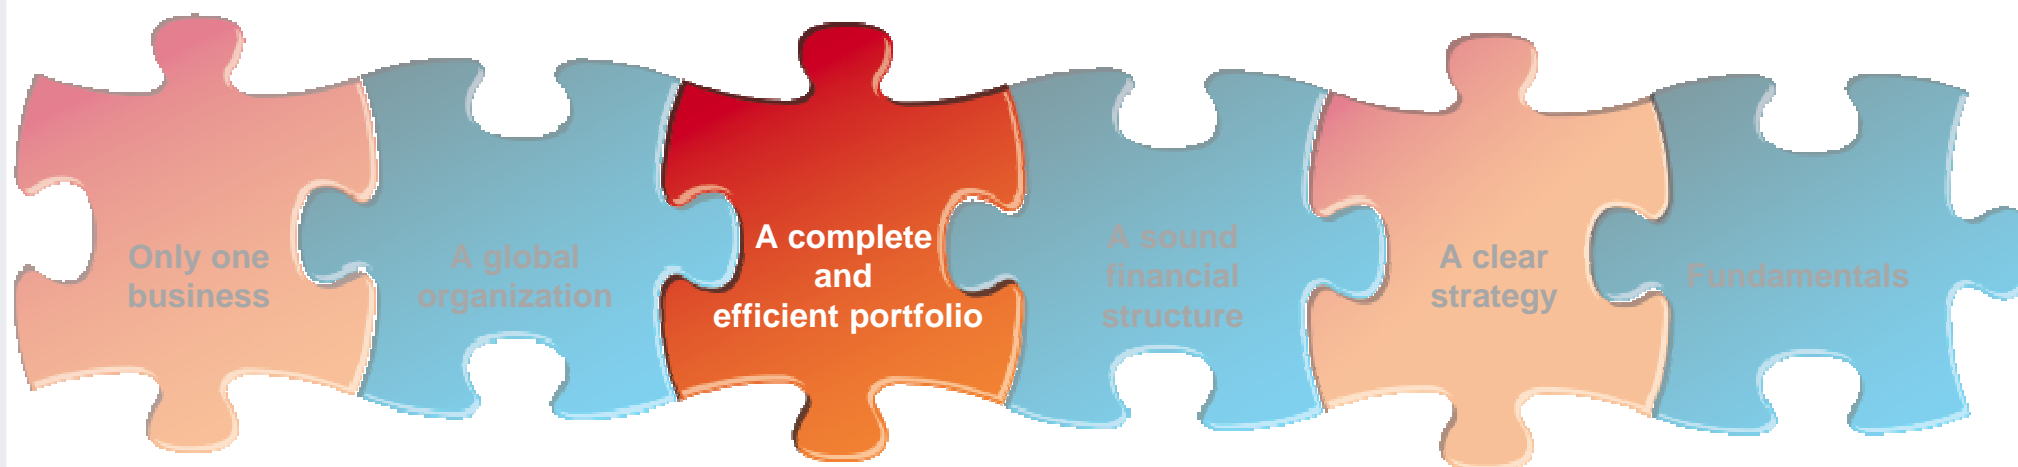 Only one
business
A global
organization
A complete
and
efficient portfolio
A sound
financial
structure
A clear
strategy
Fundamentals